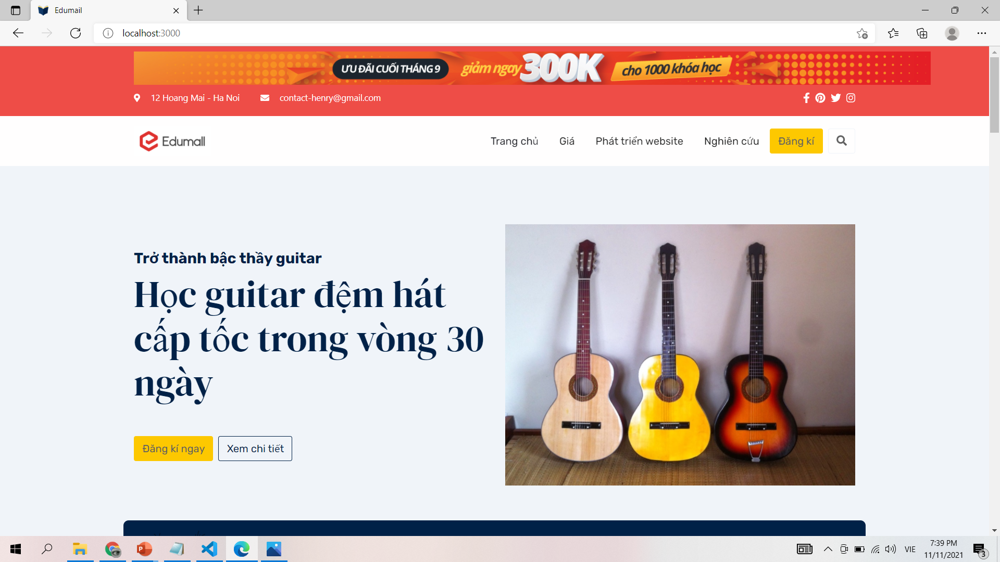 Edumail
localhost:3000
ƯU ĐÃI CUỐI THÁNG 9 giảm ngay 300K cho 1000 khóa học
12 Hoang Mai - Ha Noi contact-henry@gmail.com
Edumall Trang chủ Giá Phát triển website Nghiên cứu Đăng kí
Trở thành bậc thầy guitar
Học guitar đệm hát
cấp tốc trong vòng 30
ngày
Đăng kí ngay Xem chi tiết
VIE
7:39 PM
11/11/2021
3